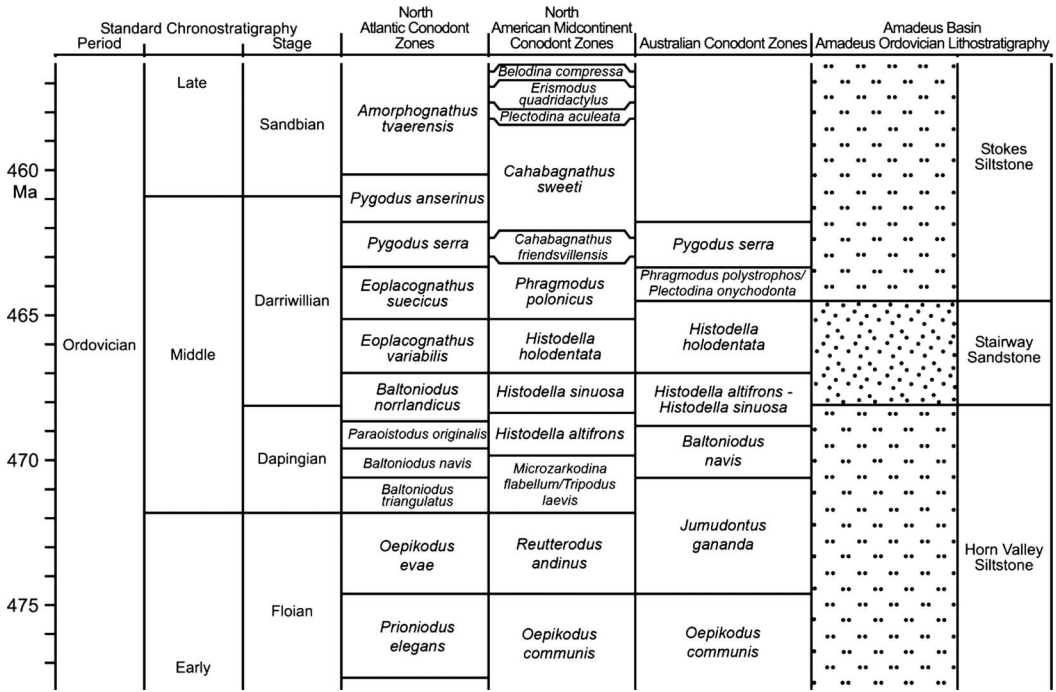 Standard Chronostratigraphy
Period
Stage
North
Atlantic Conodont
Zones
North
American Midcontinent
Conodont Zones
Australian Conodont Zones
Amadeus Basin
Amadeus Ordovician Lithostratigraphy
460
Ma
465
470
475
Ordovician
Late
Middle
Early
Sandbian
Darriwillian
Dapingian
Floian
Amorphognathus
tvaerensis
Pygodus anserinus
Pygodus serra
Eoplacognathus
suecicus
Eoplacognathus
variabilis
Baltoniodus
norrlandicus
Paraoistodus originalis
Baltoniodus navis
Baltoniodus
triangulatus
Oepikodus
evae
Prioniodus
elegans
Belodina compressa
Erismodus
quadridactylus
Plectodina aculeata
Cahabagnathus
sweeti
Cahabagnathus
friendsvillensis
Phragmodus
polonicus
Histodella
holodentata
Histodella sinuosa
Histodella altifrons
Microzarkodina
flabellum/Tripodus
laevis
Reutterodus
andinus
Oepikodus
communis
Pygodus serra
Phragmodus polystrophos/
Plectodina onychodonta
Histodella
holodentata
Histodella altifrons -
Histodella sinuosa
Baltoniodus
navis
Jumudontus
gananda
Oepikodus
communis
Stokes
Siltstone
Stairway
Sandstone
Horn Valley
Siltstone